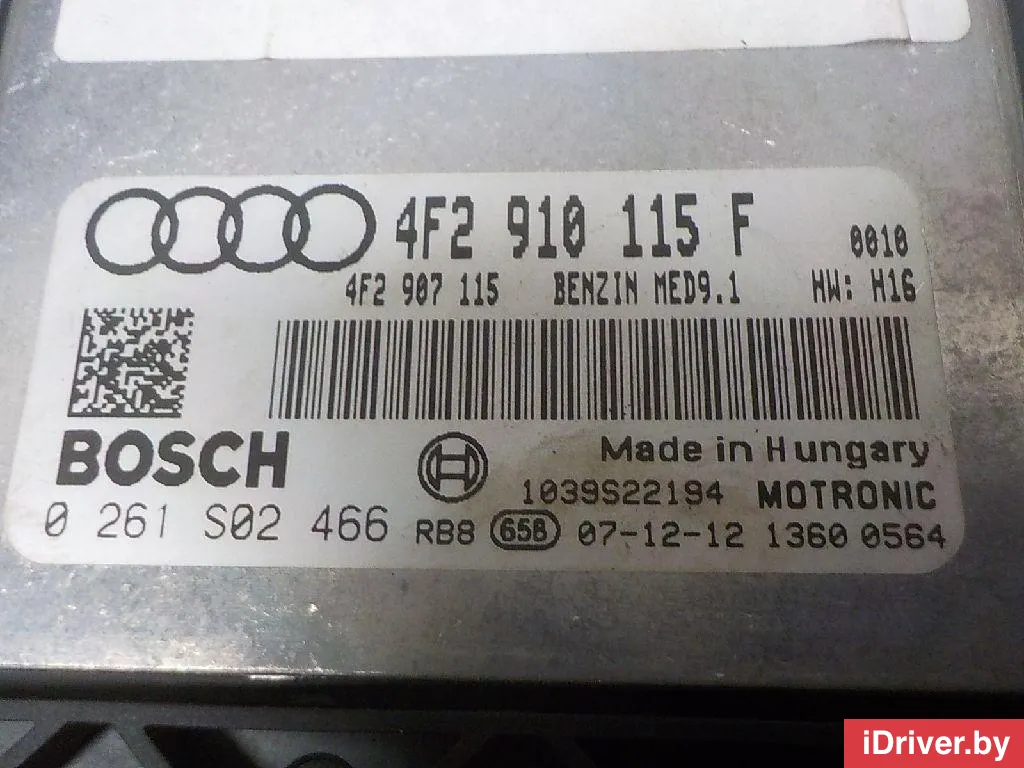 4F2 910 115 F 0010
4F2 907 115 BENZIN MED9.1 HW: H16
BOSCH
Made in Hungary
1039S22194 MOTRONIC
0 261 S02 466 RB8 658 07-12-12 1360 0564
iDriver.by